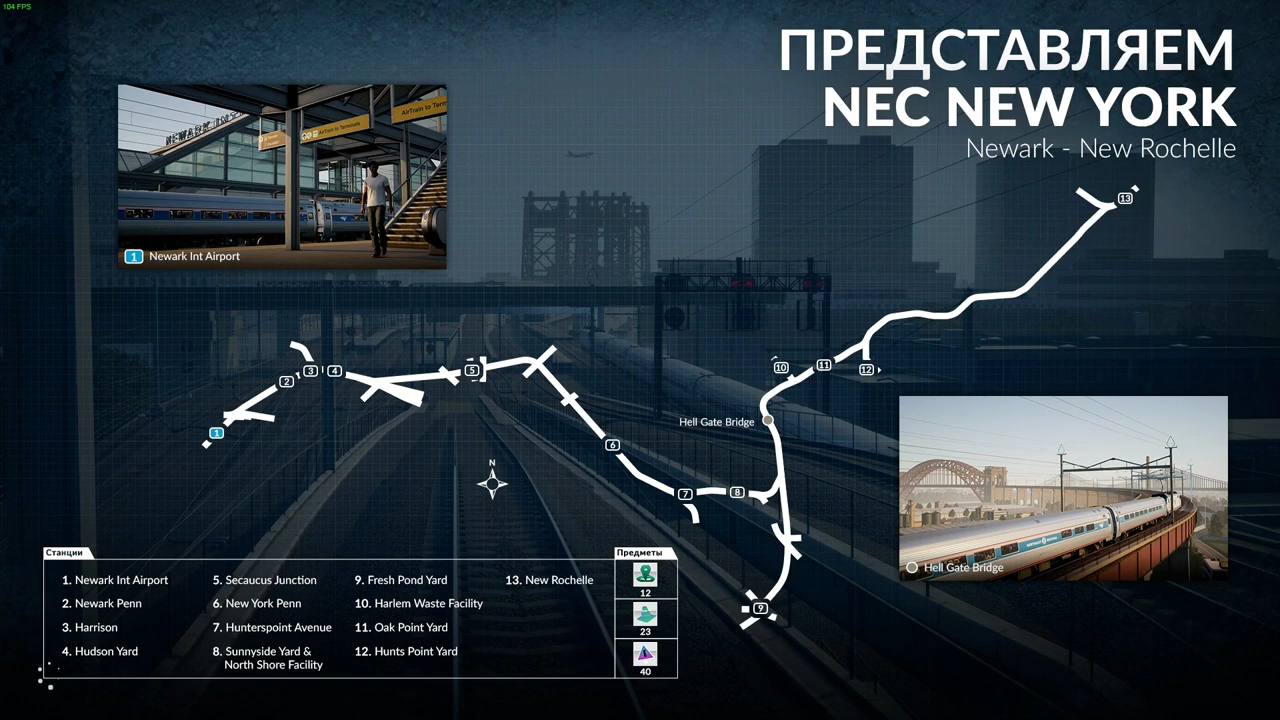 104 FPS
ПРЕДСТАВЛЯЕМ
NEC NEW YORK
Newark - New Rochelle
NEWARK INT
AirTrain to Terminals
AirTrain to Term
1 Newark Int Airport
13
10
11
12
3
4
5
2
1
Hell Gate Bridge
6
N
7
8
9
Hell Gate Bridge
Станции
1. Newark Int Airport
2. Newark Penn
3. Harrison
4. Hudson Yard
5. Secaucus Junction
6. New York Penn
7. Hunterspoint Avenue
8. Sunnyside Yard &
North Shore Facility
9. Fresh Pond Yard
10. Harlem Waste Facility
11. Oak Point Yard
12. Hunts Point Yard
13. New Rochelle
Предметы
12
23
40